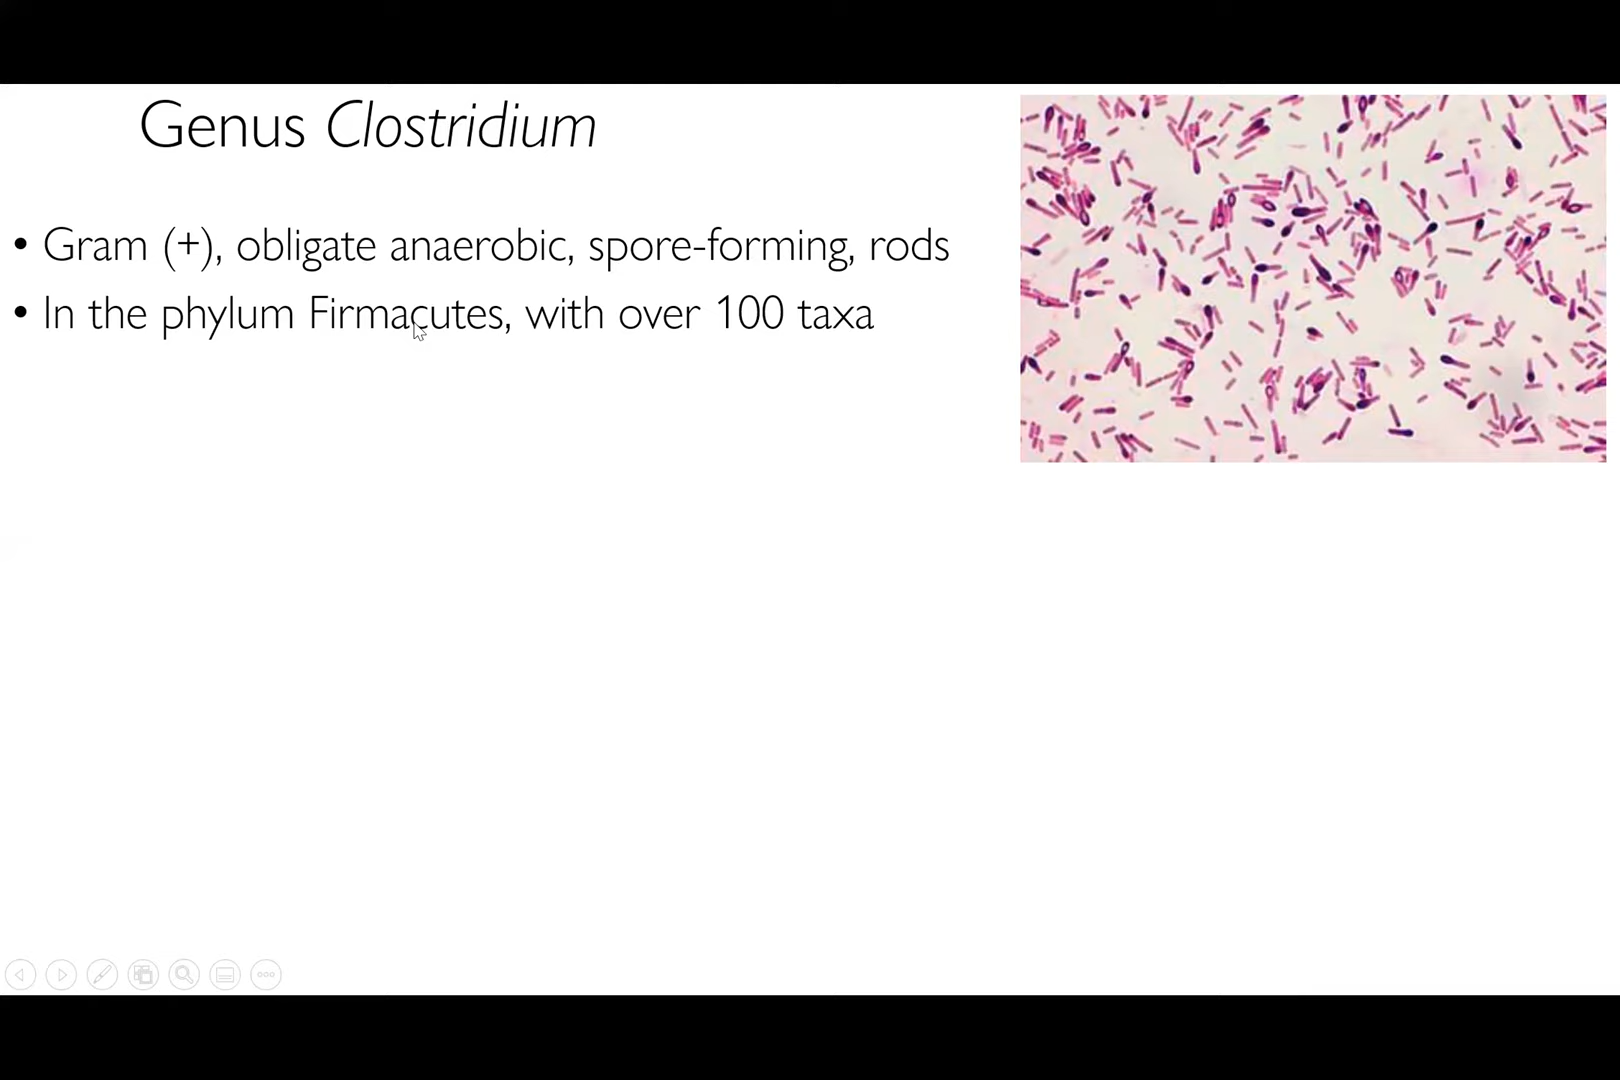 Genus Clostridium
• Gram (+), obligate anaerobic, spore-forming, rods
• In the phylum Firmacutes, with over 100 taxa